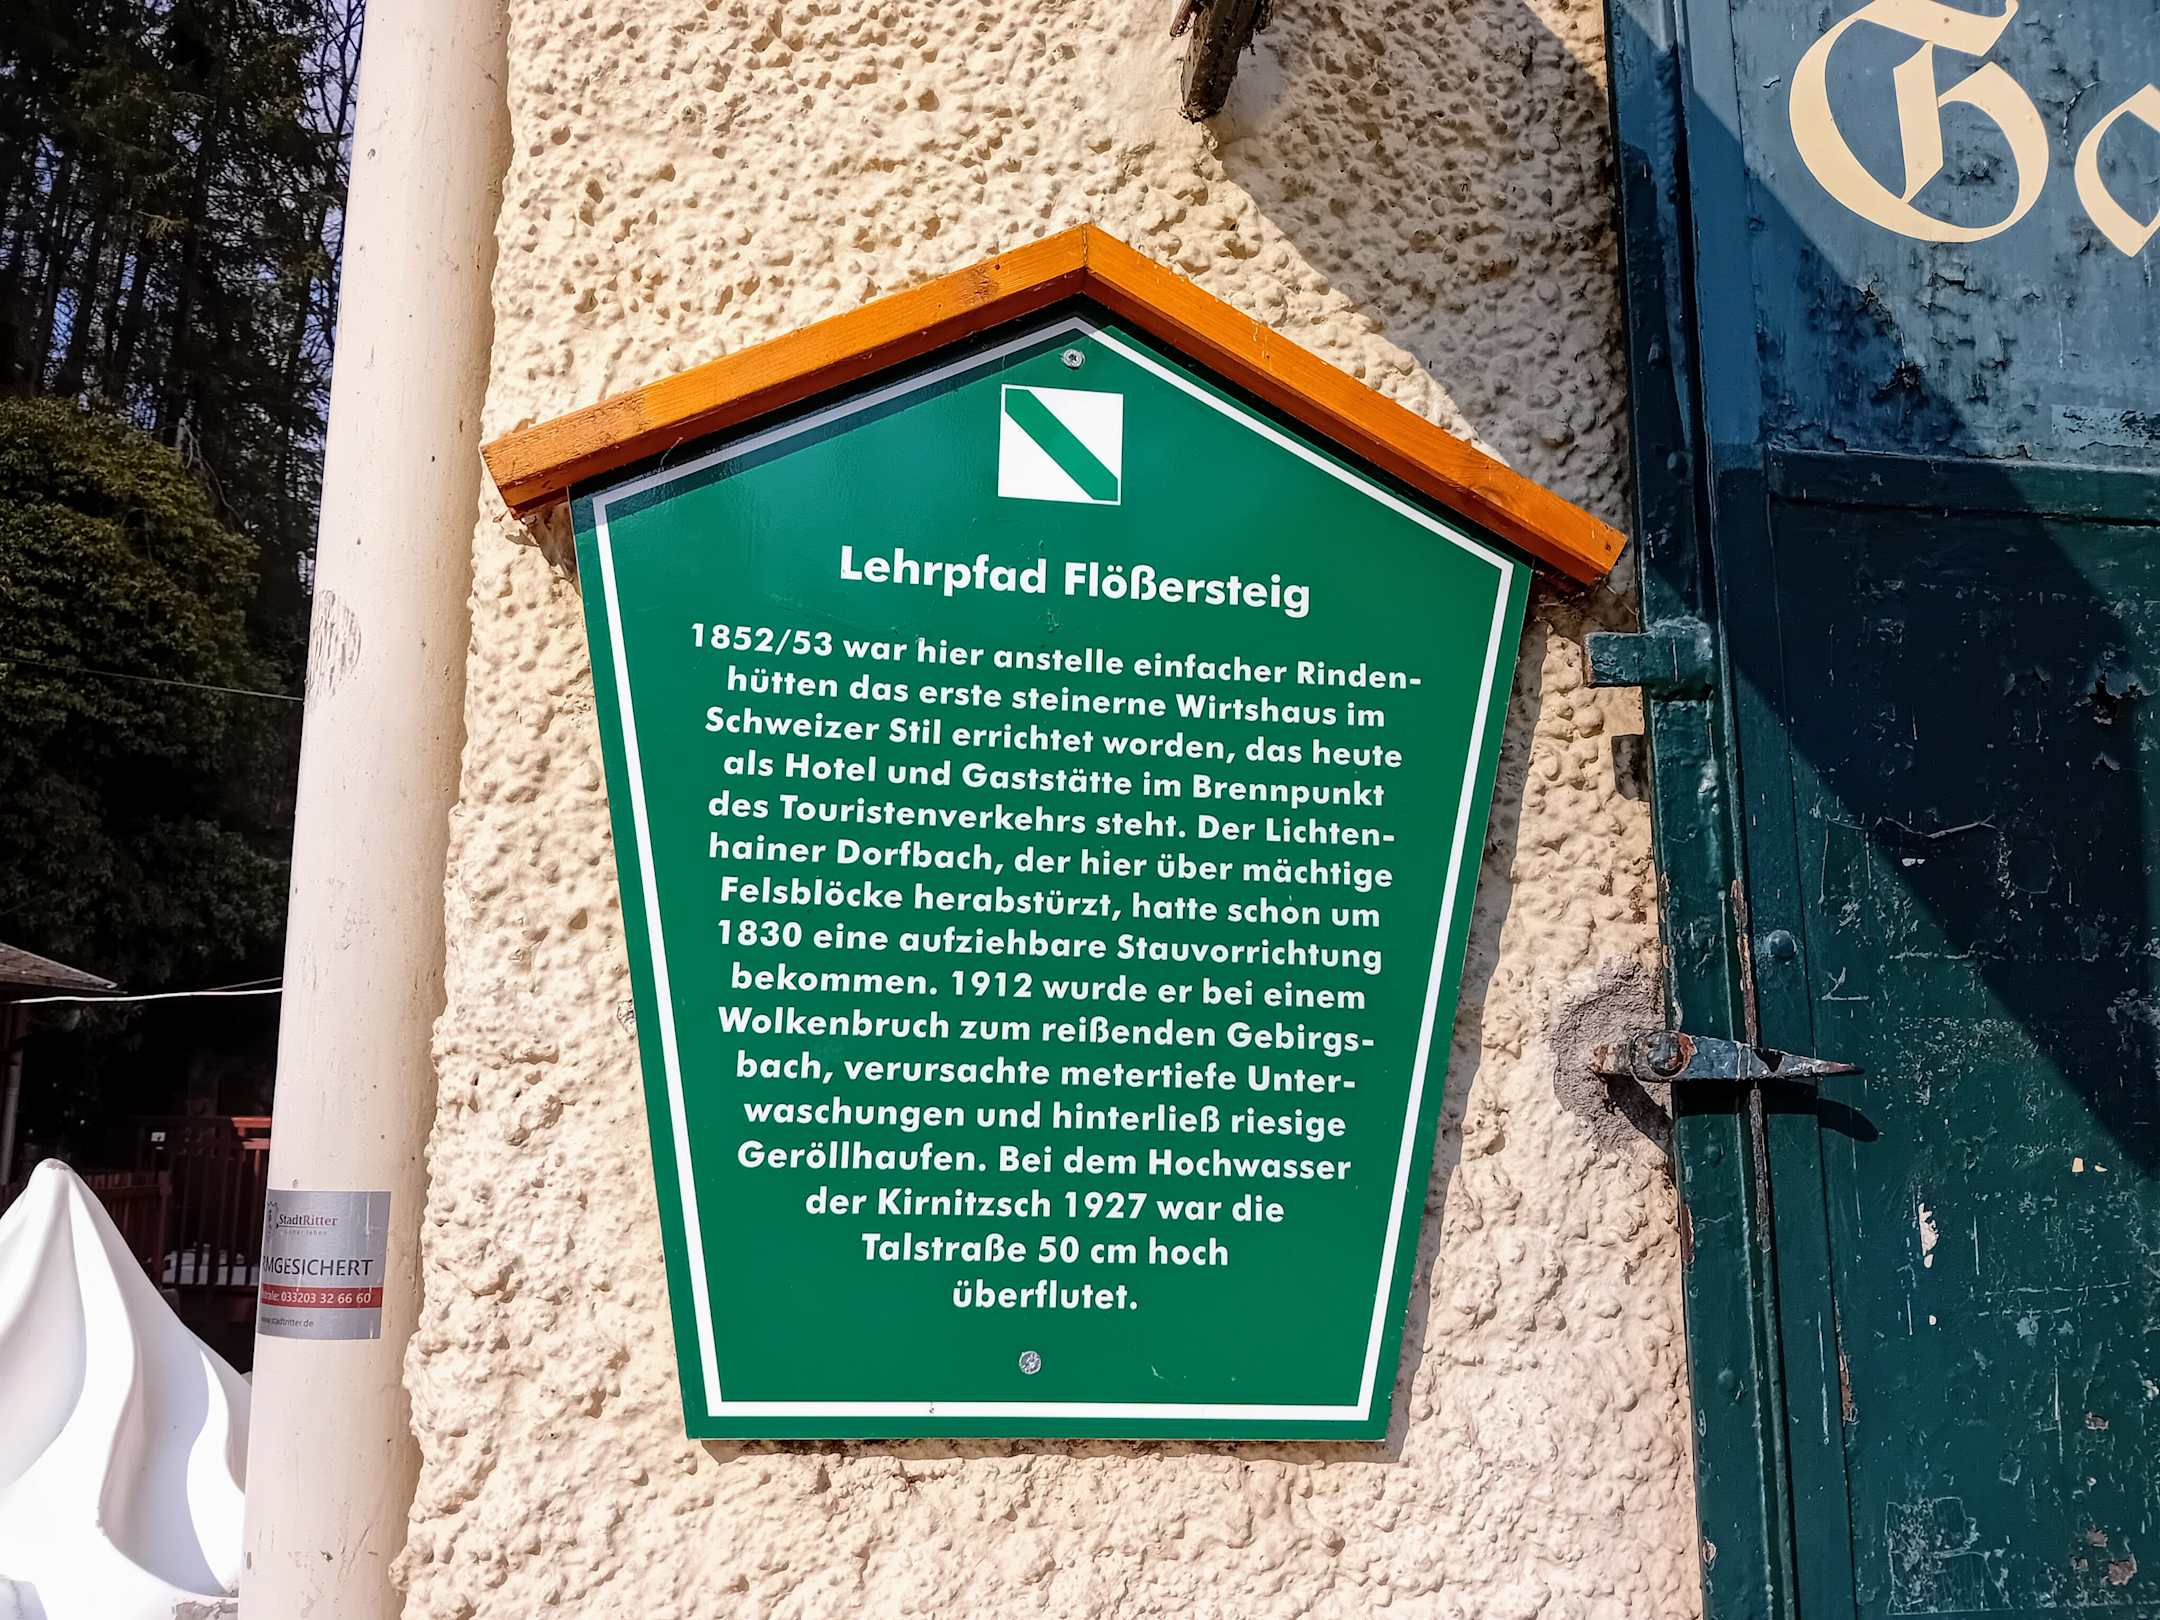 Lehrpfad Flößersteig
1852/53 war hier anstelle einfacher Rinden-
hütten das erste steinerne Wirtshaus im
Schweizer Stil errichtet worden, das heute
als Hotel und Gaststätte im Brennpunkt
des Touristenverkehrs steht. Der Lichten-
hainer Dorfbach, der hier über mächtige
Felsblöcke herabstürzt, hatte schon um
1830 eine aufziehbare Stauvorrichtung
bekommen. 1912 wurde er bei einem
Wolkenbruch zum reißenden Gebirgs-
bach, verursachte metertiefe Unter-
waschungen und hinterließ riesige
Geröllhaufen. Bei dem Hochwasser
der Kirnitzsch 1927 war die
Talstraße 50 cm hoch
überflutet.
StadtRitter
RMGESICHERT
033203 32 66 60
www.stadtritter.de